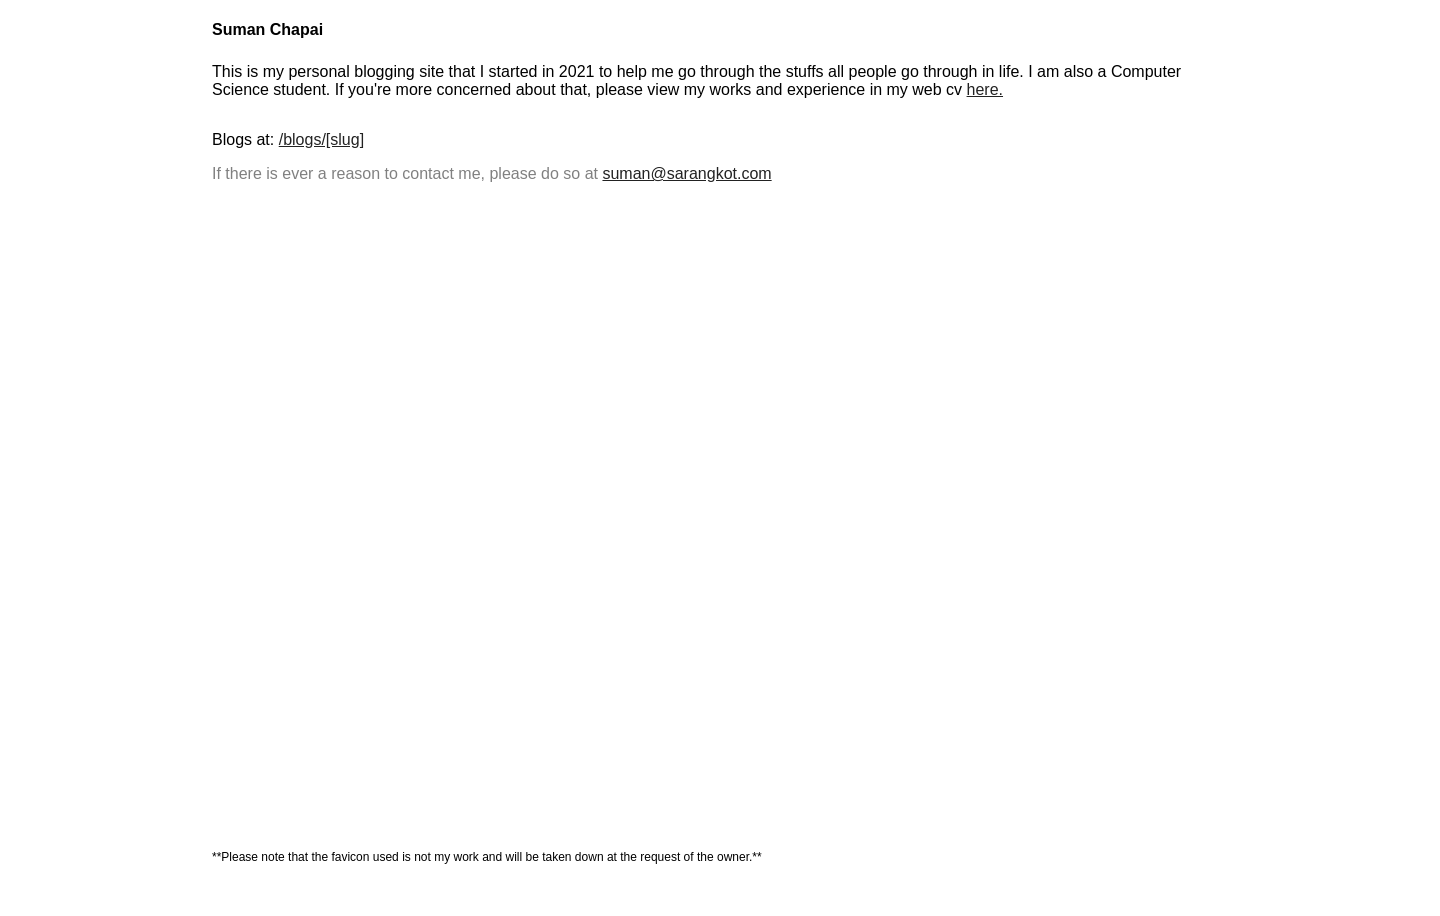 Suman Chapai
This is my personal blogging site that I started in 2021 to help me go through the stuffs all people go through in life. I am also a Computer
Science student. If you're more concerned about that, please view my works and experience in my web cv here.
Blogs at: /blogs/[slug]
If there is ever a reason to contact me, please do so at suman@sarangkot.com
**Please note that the favicon used is not my work and will be taken down at the request of the owner.**